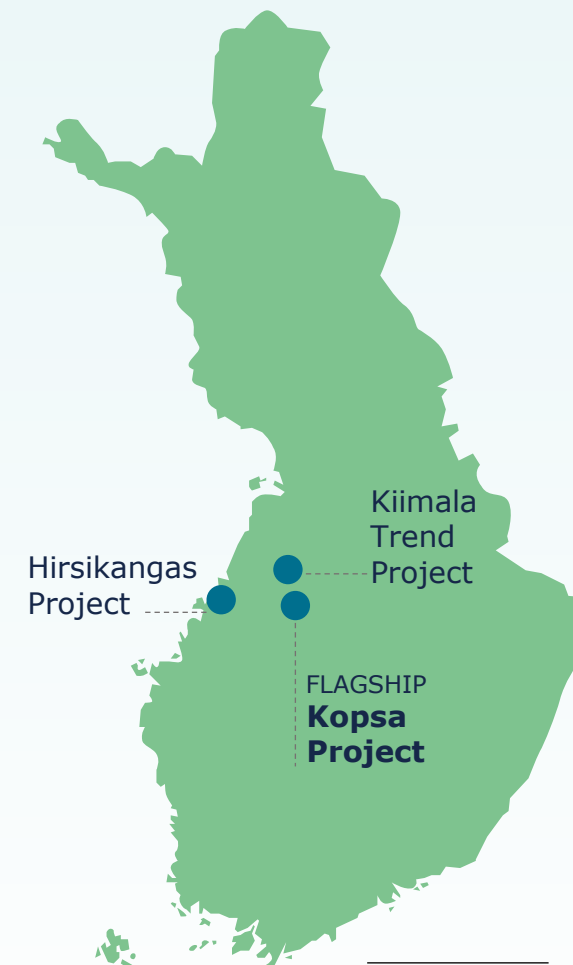 Kiimala
Trend
Project
Hirsikangas
Project
FLAGSHIP
Kopsa
Project